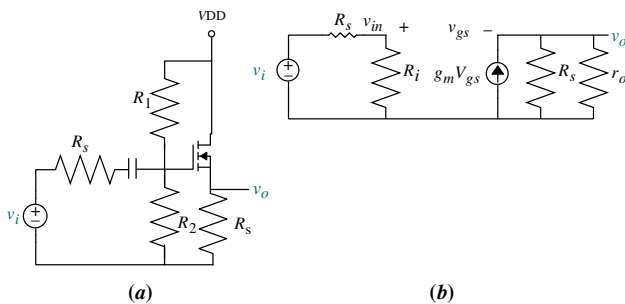 VDD
R1
Rs
vi
+
−
R2
Rs
vo
(a)
Rs
vin
+
vgs
−
vo
vi
+
−
Ri
gmVgs
Rs
ro
(b)